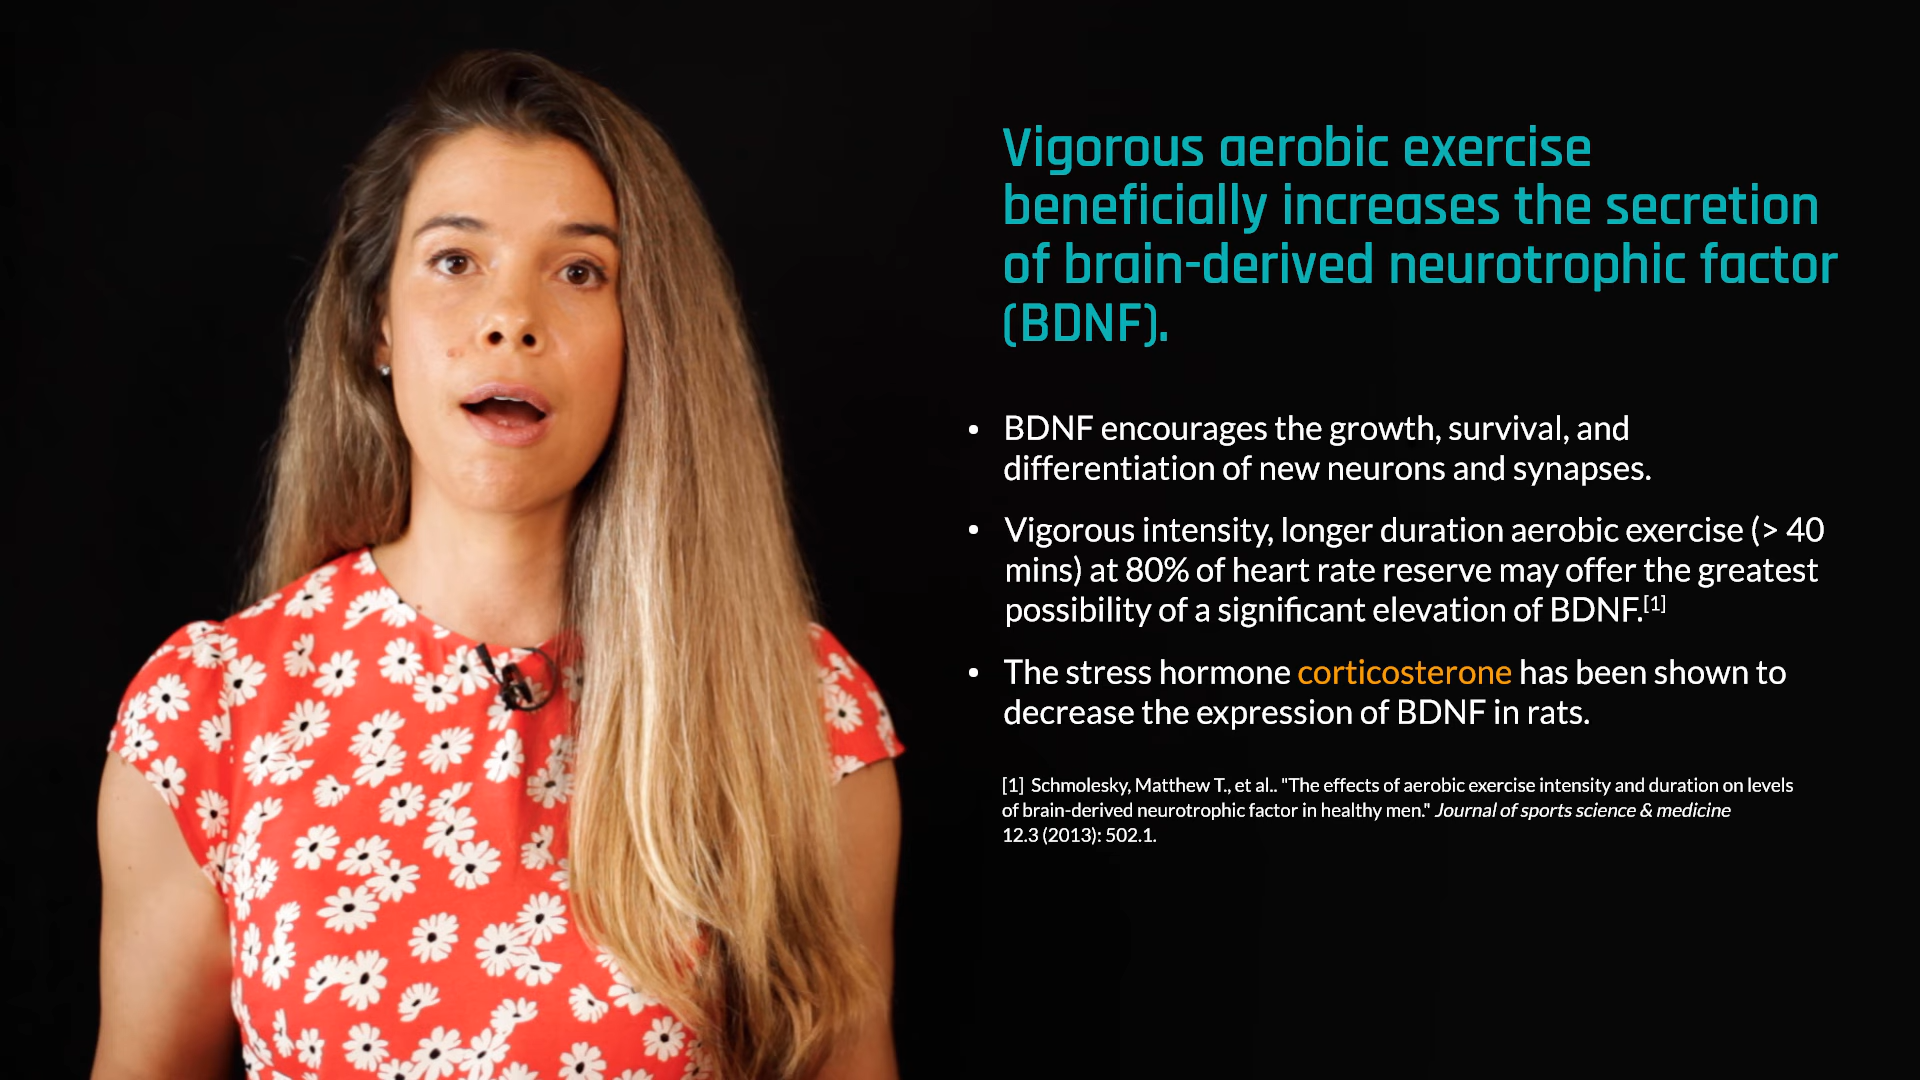 Vigorous aerobic exercise
beneficially increases the secretion
of brain-derived neurotrophic factor
(BDNF).
• BDNF encourages the growth, survival, and
differentiation of new neurons and synapses.
• Vigorous intensity, longer duration aerobic exercise (> 40
mins) at 80% of heart rate reserve may offer the greatest
possibility of a significant elevation of BDNF.[1]
• The stress hormone corticosterone has been shown to
decrease the expression of BDNF in rats.
[1] Schmolesky, Matthew T., et al.. "The effects of aerobic exercise intensity and duration on levels
of brain-derived neurotrophic factor in healthy men." Journal of sports science & medicine
12.3 (2013): 502.1.